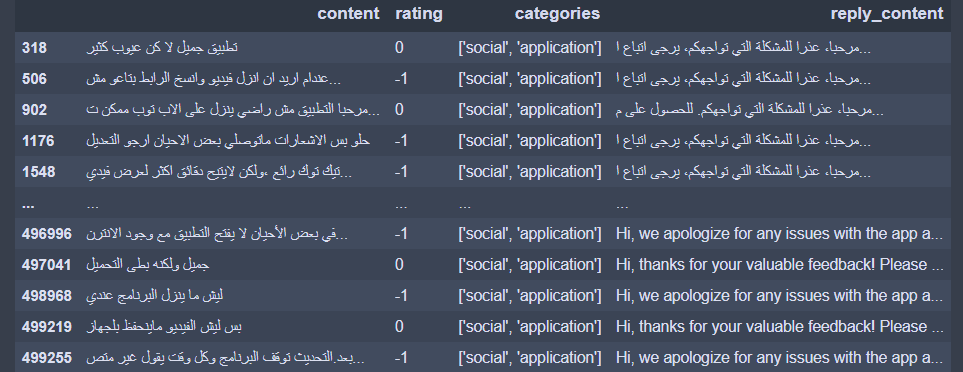 content rating categories reply_content
318 تطبيق جميل لا كن عيوب كثير 0 ['social', 'application'] مرحبا، عذرا للمشكلة التي تواجهكم، يرجى اتباع ا...
506 عندام اريد ان انزل فيديو وانسخ الرابط بتاعو مش... -1 ['social', 'application'] مرحبا، عذرا للمشكلة التي تواجهكم، يرجى اتباع ا...
902 مرحبا التطبيق مش راضي ينزل على الاب توب ممكن ت... 0 ['social', 'application'] مرحبا، عذرا للمشكلة التي تواجهكم. للحصول على م...
1176 حلو بس الاشعارات ماتوصلي بعض الاحيان ارجو التعديل -1 ['social', 'application'] مرحبا، عذرا للمشكلة التي تواجهكم، يرجى اتباع ا...
1548 تيك توك رائع ،ولكن لايتيح دقائق اكثر لعرض فيدي... -1 ['social', 'application'] مرحبا، عذرا للمشكلة التي تواجهكم، يرجى اتباع ا...
... ... ... ... ...
496996 في بعض الأحيان لا يفتح التطبيق مع وجود الانترن... -1 ['social', 'application'] Hi, we apologize for any issues with the app a...
497041 جميل ولكنه بطى التحميل 0 ['social', 'application'] Hi, thanks for your valuable feedback! Please ...
498968 ليش ما ينزل البرنامج عندي -1 ['social', 'application'] Hi, we apologize for any issues with the app a...
499219 بس ليش الفيديو ماينحفظ بلجهاز 0 ['social', 'application'] Hi, thanks for your valuable feedback! Please ...
499255 بعد.التحديث توقف البرنامج وكل وقت يقول غير متص... -1 ['social', 'application'] Hi, we apologize for any issues with the app a...